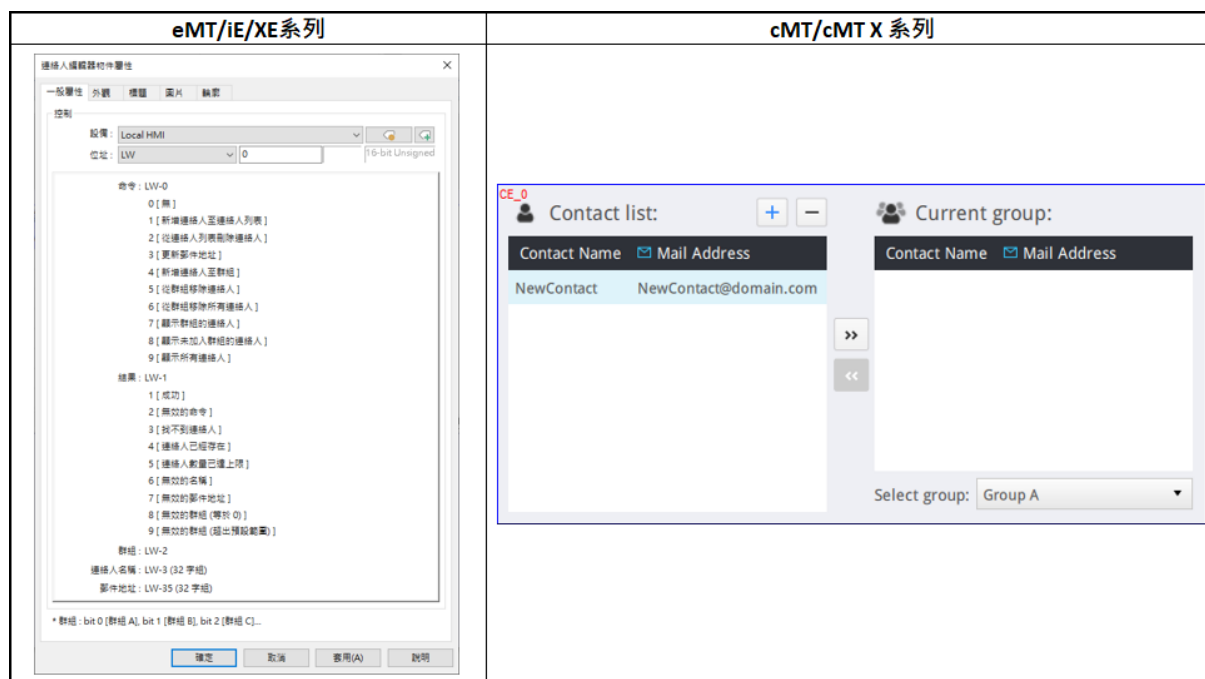 eMT/iE/XE系列
cMT/cMT X 系列
連絡人編輯器物件屬性
一般屬性 外觀 標籤 圖片 輪廓
控制
設備 : Local HMI
位址 : LW 0 16-bit Unsigned
命令 : LW-0
0 [ 無 ]
1 [ 新增連絡人至連絡人列表 ]
2 [ 從連絡人列表刪除連絡人 ]
3 [ 更新郵件地址 ]
4 [ 新增連絡人至群組 ]
5 [ 從群組移除連絡人 ]
6 [ 從群組移除所有連絡人 ]
7 [ 顯示群組的連絡人 ]
8 [ 顯示未加入群組的連絡人 ]
9 [ 顯示所有連絡人 ]
結果 : LW-1
1 [ 成功 ]
2 [ 無效的命令 ]
3 [ 找不到連絡人 ]
4 [ 連絡人已經存在 ]
5 [ 連絡人數量已達上限 ]
6 [ 無效的名稱 ]
7 [ 無效的郵件地址 ]
8 [ 無效的群組 (等於 0) ]
9 [ 無效的群組 (超出預設範圍) ]
群組 : LW-2
連絡人名稱 : LW-3 (32 字組)
郵件地址 : LW-35 (32 字組)
* 群組 : bit 0 [群組 A], bit 1 [群組 B], bit 2 [群組 C]...
確定 取消 套用(A) 說明
CE_0
Contact list: + −
Contact Name Mail Address
NewContact NewContact@domain.com
>>
<<
Current group:
Contact Name Mail Address
Select group: Group A